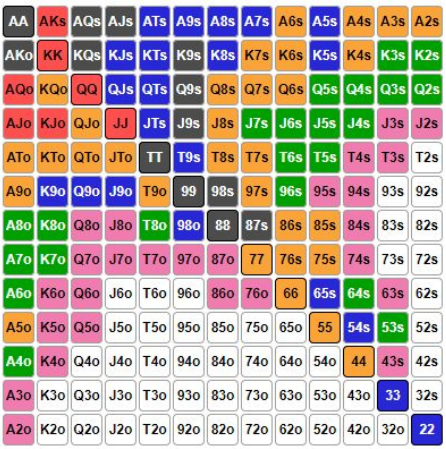 AA AKs AQs AJs ATs A9s A8s A7s A6s A5s A4s A3s A2s
AKo KK KQs KJs KTs K9s K8s K7s K6s K5s K4s K3s K2s
AQo KQo QQ QJs QTs Q9s Q8s Q7s Q6s Q5s Q4s Q3s Q2s
AJo KJo QJo JJ JTs J9s J8s J7s J6s J5s J4s J3s J2s
ATo KTo QTo JTo TT T9s T8s T7s T6s T5s T4s T3s T2s
A9o K9o Q9o J9o T9o 99 98s 97s 96s 95s 94s 93s 92s
A8o K8o Q8o J8o T8o 98o 88 87s 86s 85s 84s 83s 82s
A7o K7o Q7o J7o T7o 97o 87o 77 76s 75s 74s 73s 72s
A6o K6o Q6o J6o T6o 96o 86o 76o 66 65s 64s 63s 62s
A5o K5o Q5o J5o T5o 95o 85o 75o 65o 55 54s 53s 52s
A4o K4o Q4o J4o T4o 94o 84o 74o 64o 54o 44 43s 42s
A3o K3o Q3o J3o T3o 93o 83o 73o 63o 53o 43o 33 32s
A2o K2o Q2o J2o T2o 92o 82o 72o 62o 52o 42o 32o 22